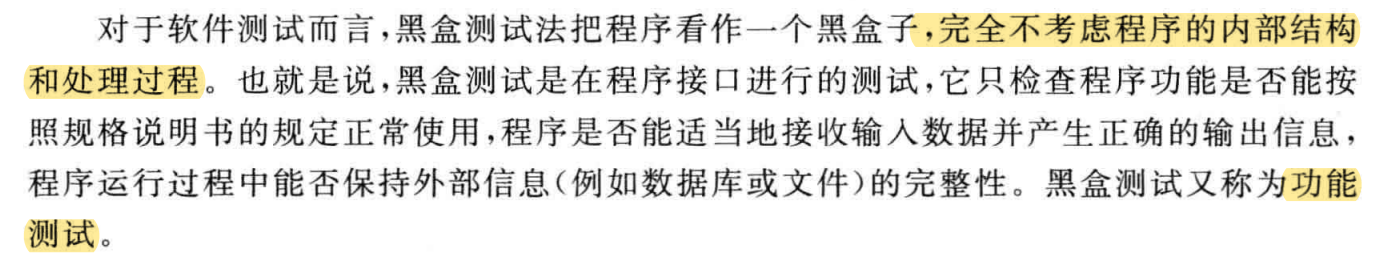 对于软件测试而言,黑盒测试法把程序看作一个黑盒子,完全不考虑程序的内部结构
和处理过程。也就是说,黑盒测试是在程序接口进行的测试,它只检查程序功能是否能按
照规格说明书的规定正常使用,程序是否能适当地接收输入数据并产生正确的输出信息,
程序运行过程中能否保持外部信息(例如数据库或文件)的完整性。黑盒测试又称为功能
测试。